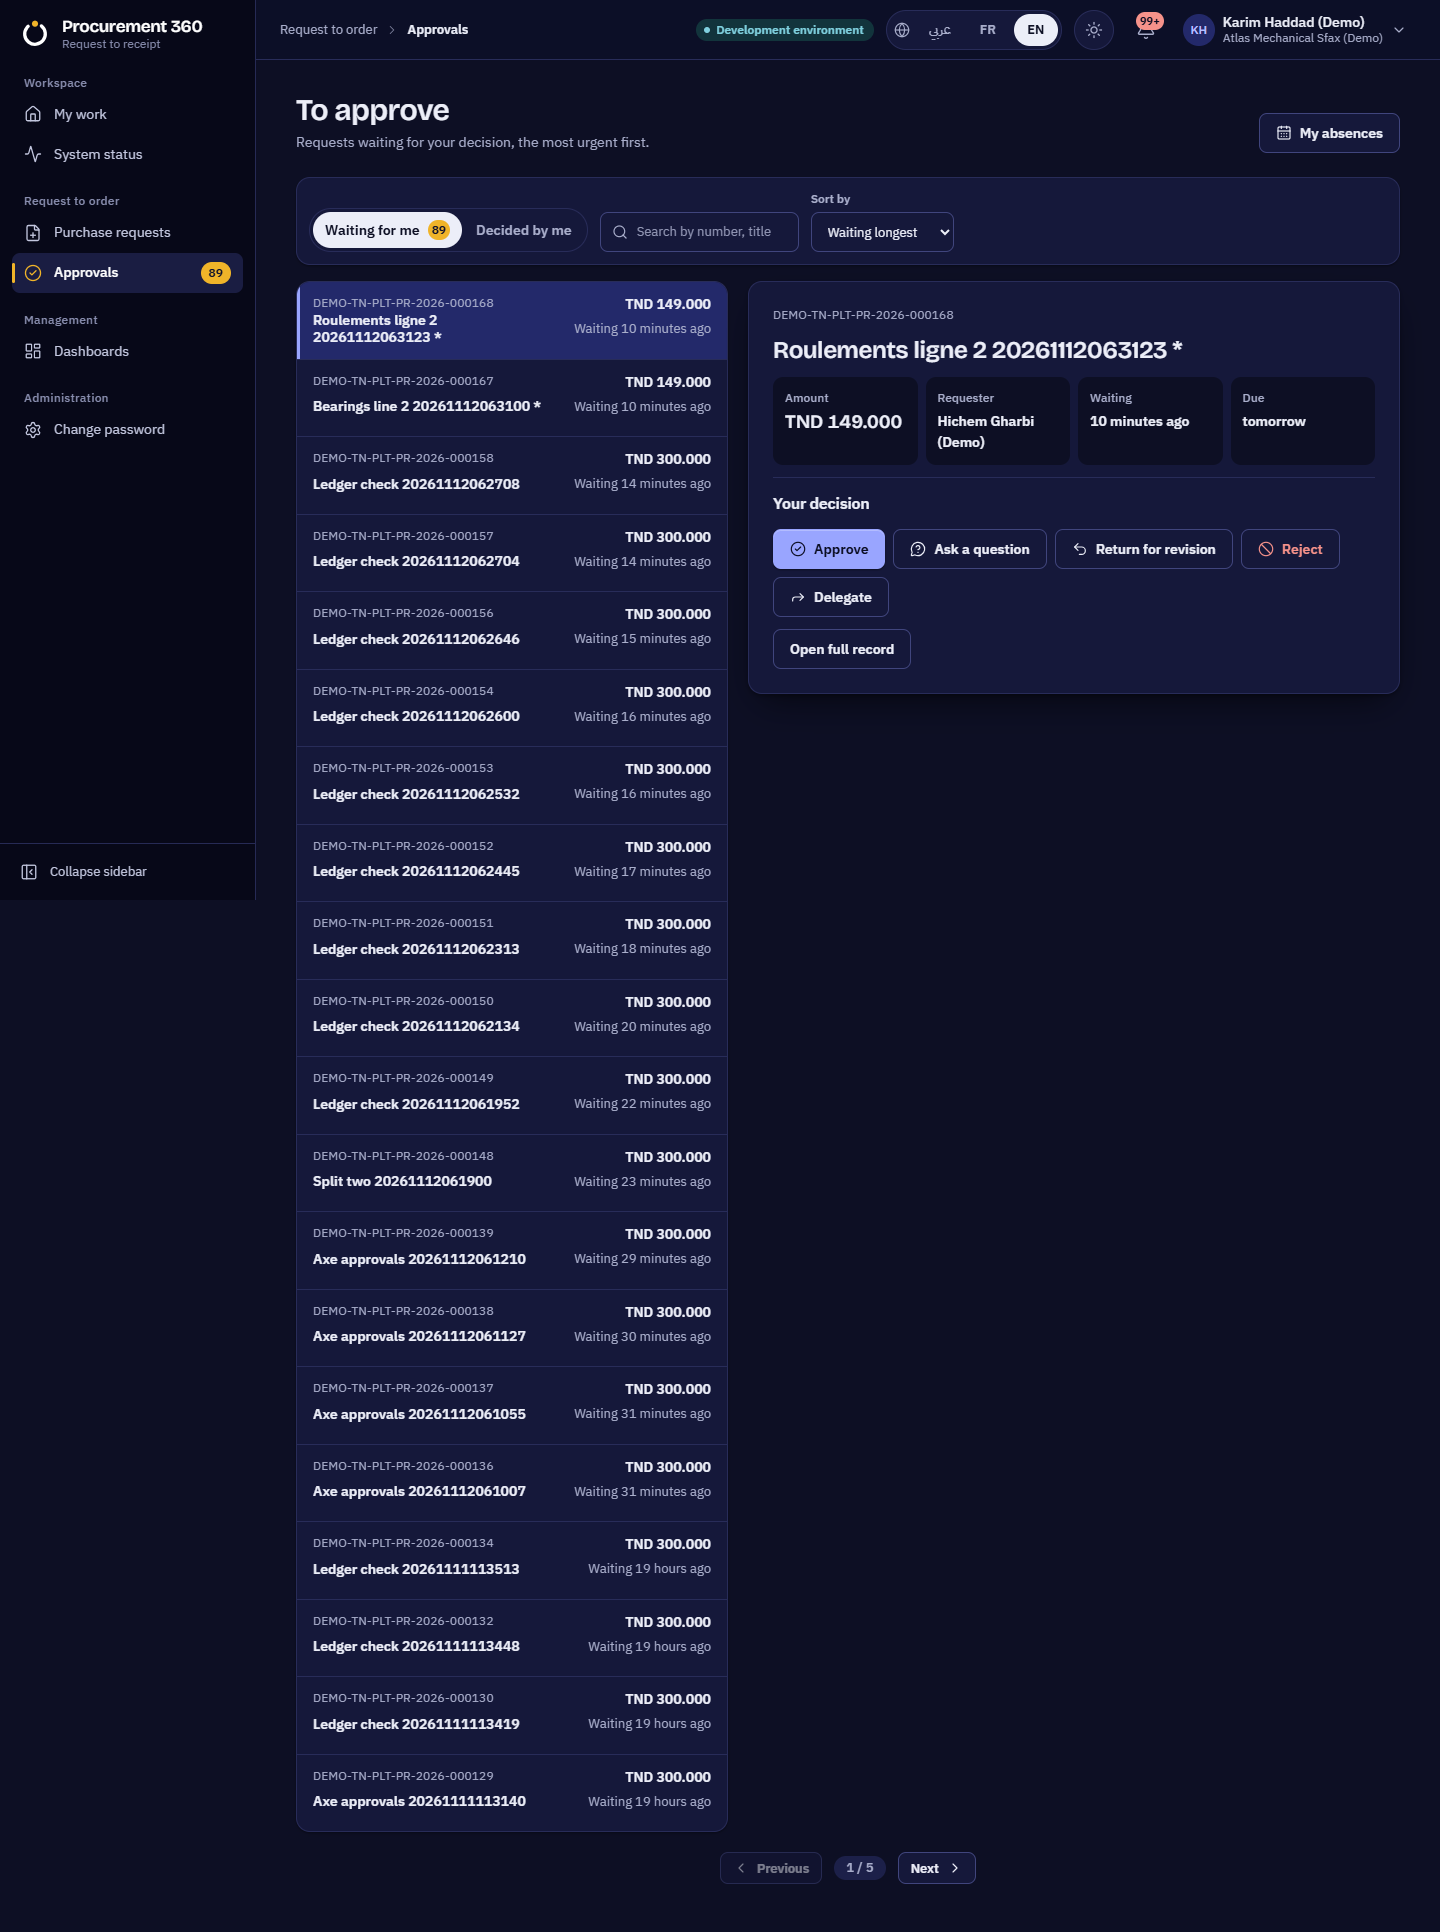 Procurement 360
Request to receipt
Workspace
My work
System status
Request to order
Purchase requests
Approvals 89
Management
Dashboards
Administration
Change password
Collapse sidebar
Request to order > Approvals
Development environment
عربي FR EN
99+
KH
Karim Haddad (Demo)
Atlas Mechanical Sfax (Demo)
To approve
Requests waiting for your decision, the most urgent first.
My absences
Sort by
Waiting for me 89 Decided by me Search by number, title Waiting longest
DEMO-TN-PLT-PR-2026-000168 TND 149.000
Roulements ligne 2
20261112063123 * Waiting 10 minutes ago
DEMO-TN-PLT-PR-2026-000167 TND 149.000
Bearings line 2 20261112063100 * Waiting 10 minutes ago
DEMO-TN-PLT-PR-2026-000158 TND 300.000
Ledger check 20261112062708 Waiting 14 minutes ago
DEMO-TN-PLT-PR-2026-000157 TND 300.000
Ledger check 20261112062704 Waiting 14 minutes ago
DEMO-TN-PLT-PR-2026-000156 TND 300.000
Ledger check 20261112062646 Waiting 15 minutes ago
DEMO-TN-PLT-PR-2026-000154 TND 300.000
Ledger check 20261112062600 Waiting 16 minutes ago
DEMO-TN-PLT-PR-2026-000153 TND 300.000
Ledger check 20261112062532 Waiting 16 minutes ago
DEMO-TN-PLT-PR-2026-000152 TND 300.000
Ledger check 20261112062445 Waiting 17 minutes ago
DEMO-TN-PLT-PR-2026-000151 TND 300.000
Ledger check 20261112062313 Waiting 18 minutes ago
DEMO-TN-PLT-PR-2026-000150 TND 300.000
Ledger check 20261112062134 Waiting 20 minutes ago
DEMO-TN-PLT-PR-2026-000149 TND 300.000
Ledger check 20261112061952 Waiting 22 minutes ago
DEMO-TN-PLT-PR-2026-000148 TND 300.000
Split two 20261112061900 Waiting 23 minutes ago
DEMO-TN-PLT-PR-2026-000139 TND 300.000
Axe approvals 20261112061210 Waiting 29 minutes ago
DEMO-TN-PLT-PR-2026-000138 TND 300.000
Axe approvals 20261112061127 Waiting 30 minutes ago
DEMO-TN-PLT-PR-2026-000137 TND 300.000
Axe approvals 20261112061055 Waiting 31 minutes ago
DEMO-TN-PLT-PR-2026-000136 TND 300.000
Axe approvals 20261112061007 Waiting 31 minutes ago
DEMO-TN-PLT-PR-2026-000134 TND 300.000
Ledger check 20261111113513 Waiting 19 hours ago
DEMO-TN-PLT-PR-2026-000132 TND 300.000
Ledger check 20261111113448 Waiting 19 hours ago
DEMO-TN-PLT-PR-2026-000130 TND 300.000
Ledger check 20261111113419 Waiting 19 hours ago
DEMO-TN-PLT-PR-2026-000129 TND 300.000
Axe approvals 20261111113140 Waiting 19 hours ago
DEMO-TN-PLT-PR-2026-000168
Roulements ligne 2 20261112063123 *
Amount Requester Waiting Due
TND 149.000 Hichem Gharbi 10 minutes ago tomorrow
(Demo)
Your decision
Approve Ask a question Return for revision Reject
Delegate
Open full record
Previous 1 / 5 Next